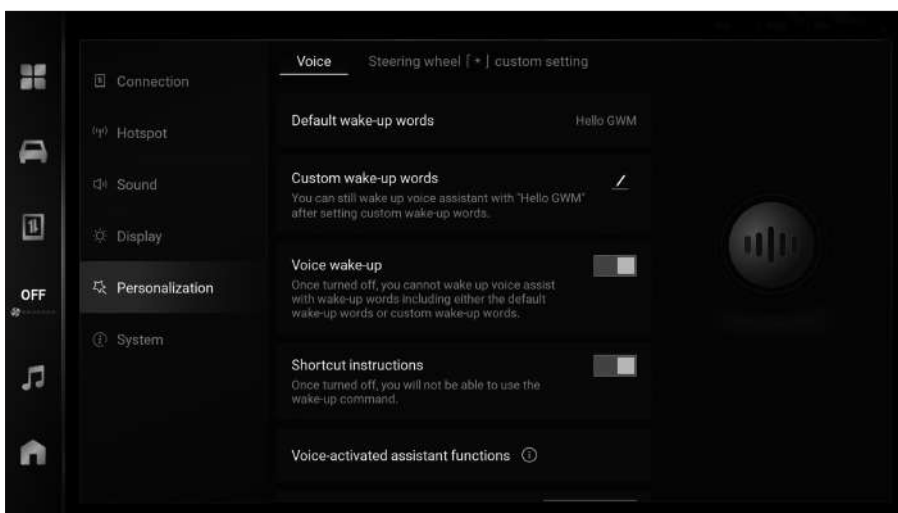 Voice
Steering wheel [ * ] custom setting
Connection
Default wake-up words
Hello GWM
Hotspot
Custom wake-up words
You can still wake up voice assistant with "Hello GWM"
after setting custom wake-up words.
Sound
Display
Voice wake-up
Once turned off, you cannot wake up voice assist
with wake-up words including either the default
wake-up words or custom wake-up words.
Personalization
OFF
System
Shortcut instructions
Once turned off, you will not be able to use the
wake-up command.
Voice-activated assistant functions